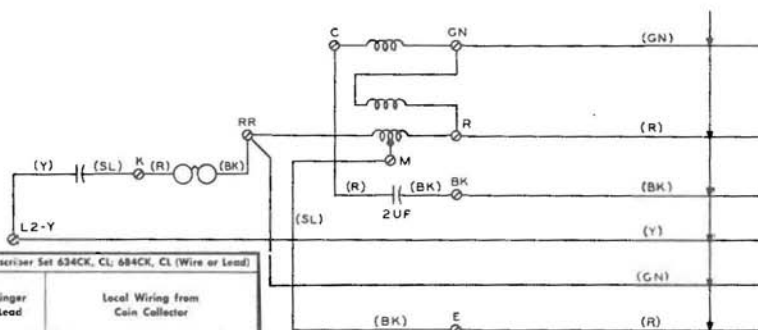 C GN (GN)
RR R (R)
(Y) (SL) K (R) (BK) M
(R) (BK) BK (BK)
2UF
(SL)
L2-Y (Y)
scriber Set 634CK, CL; 684CK, CL (Wire or Lead)
(GN)
inger Local Wiring from
Lead Coin Collector
(BK) E (R)